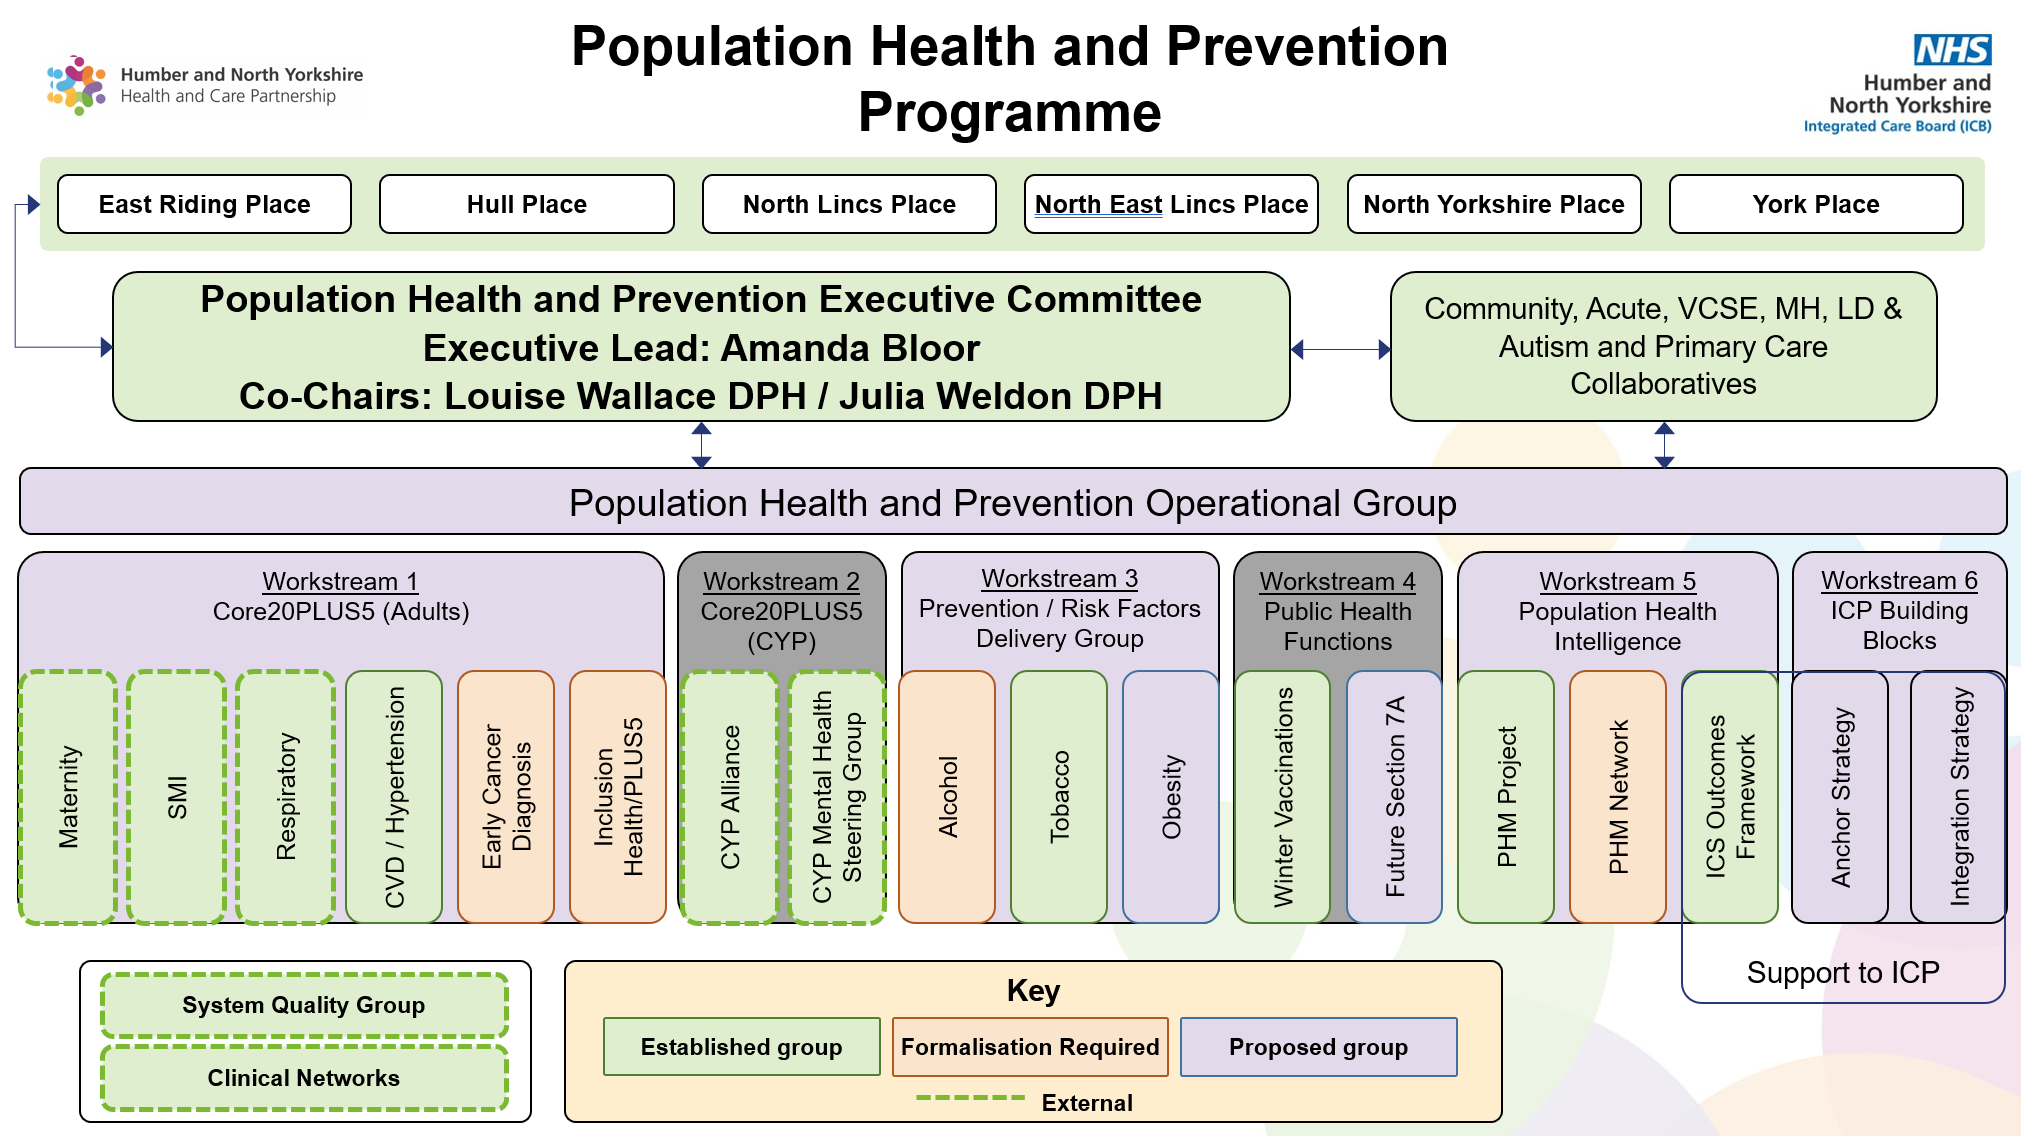 Population Health and Prevention
Programme
Humber and North Yorkshire
Health and Care Partnership
NHS
Humber and
North Yorkshire
Integrated Care Board (ICB)
East Riding Place
Hull Place
North Lincs Place
North East Lincs Place
North Yorkshire Place
York Place
Population Health and Prevention Executive Committee
Executive Lead: Amanda Bloor
Co-Chairs: Louise Wallace DPH / Julia Weldon DPH
Community, Acute, VCSE, MH, LD &
Autism and Primary Care
Collaboratives
Population Health and Prevention Operational Group
Workstream 1
Core20PLUS5 (Adults)
Maternity
SMI
Respiratory
CVD / Hypertension
Early Cancer
Diagnosis
Inclusion
Health/PLUS5
Workstream 2
Core20PLUS5
(CYP)
CYP Alliance
CYP Mental Health
Steering Group
Workstream 3
Prevention / Risk Factors
Delivery Group
Alcohol
Tobacco
Obesity
Workstream 4
Public Health
Functions
Winter Vaccinations
Future Section 7A
Workstream 5
Population Health
Intelligence
PHM Project
PHM Network
ICS Outcomes
Framework
Workstream 6
ICP Building
Blocks
Anchor Strategy
Integration Strategy
Support to ICP
System Quality Group
Clinical Networks
Key
Established group
Formalisation Required
Proposed group
External